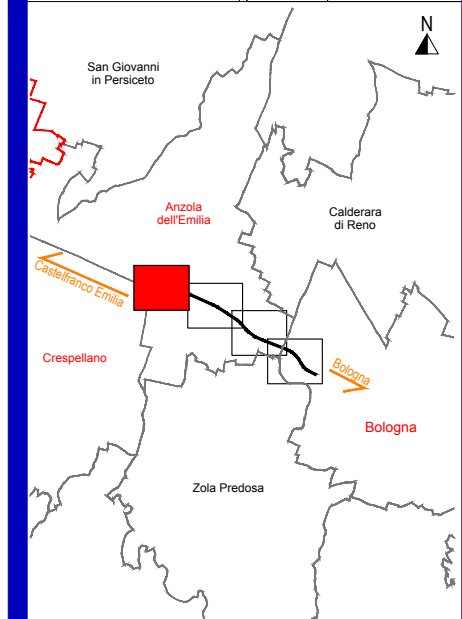 N
San Giovanni
in Persiceto
Anzola
dell'Emilia
Calderara
di Reno
Castelfranco Emilia
Crespellano
Bologna
Bologna
Zola Predosa